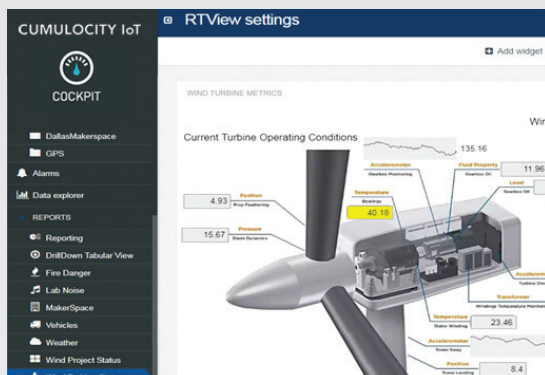 CUMULOCITY IoT
COCKPIT
DallasMakerspace
GPS
Alarms
Data explorer
REPORTS
Reporting
DrillDown Tabular View
Fire Danger
Lab Noise
MakerSpace
Vehicles
Weather
Wind Project Status
RTView settings
Add widget
WIND TURBINE METRICS
Current Turbine Operating Conditions
135.16
Accelerometer
Gearbox Monitoring
Fluid Property
Gearbox Oil
11.96
Level
Gearbox Oil
Temperature
Bearings
40.18
4.93
Position
Prop Positioning
15.67
Pressure
Blade Dynamics
Transformer
Temperature
Stator Winding
23.46
Accelerometer
Tower Sway
Position
8.4